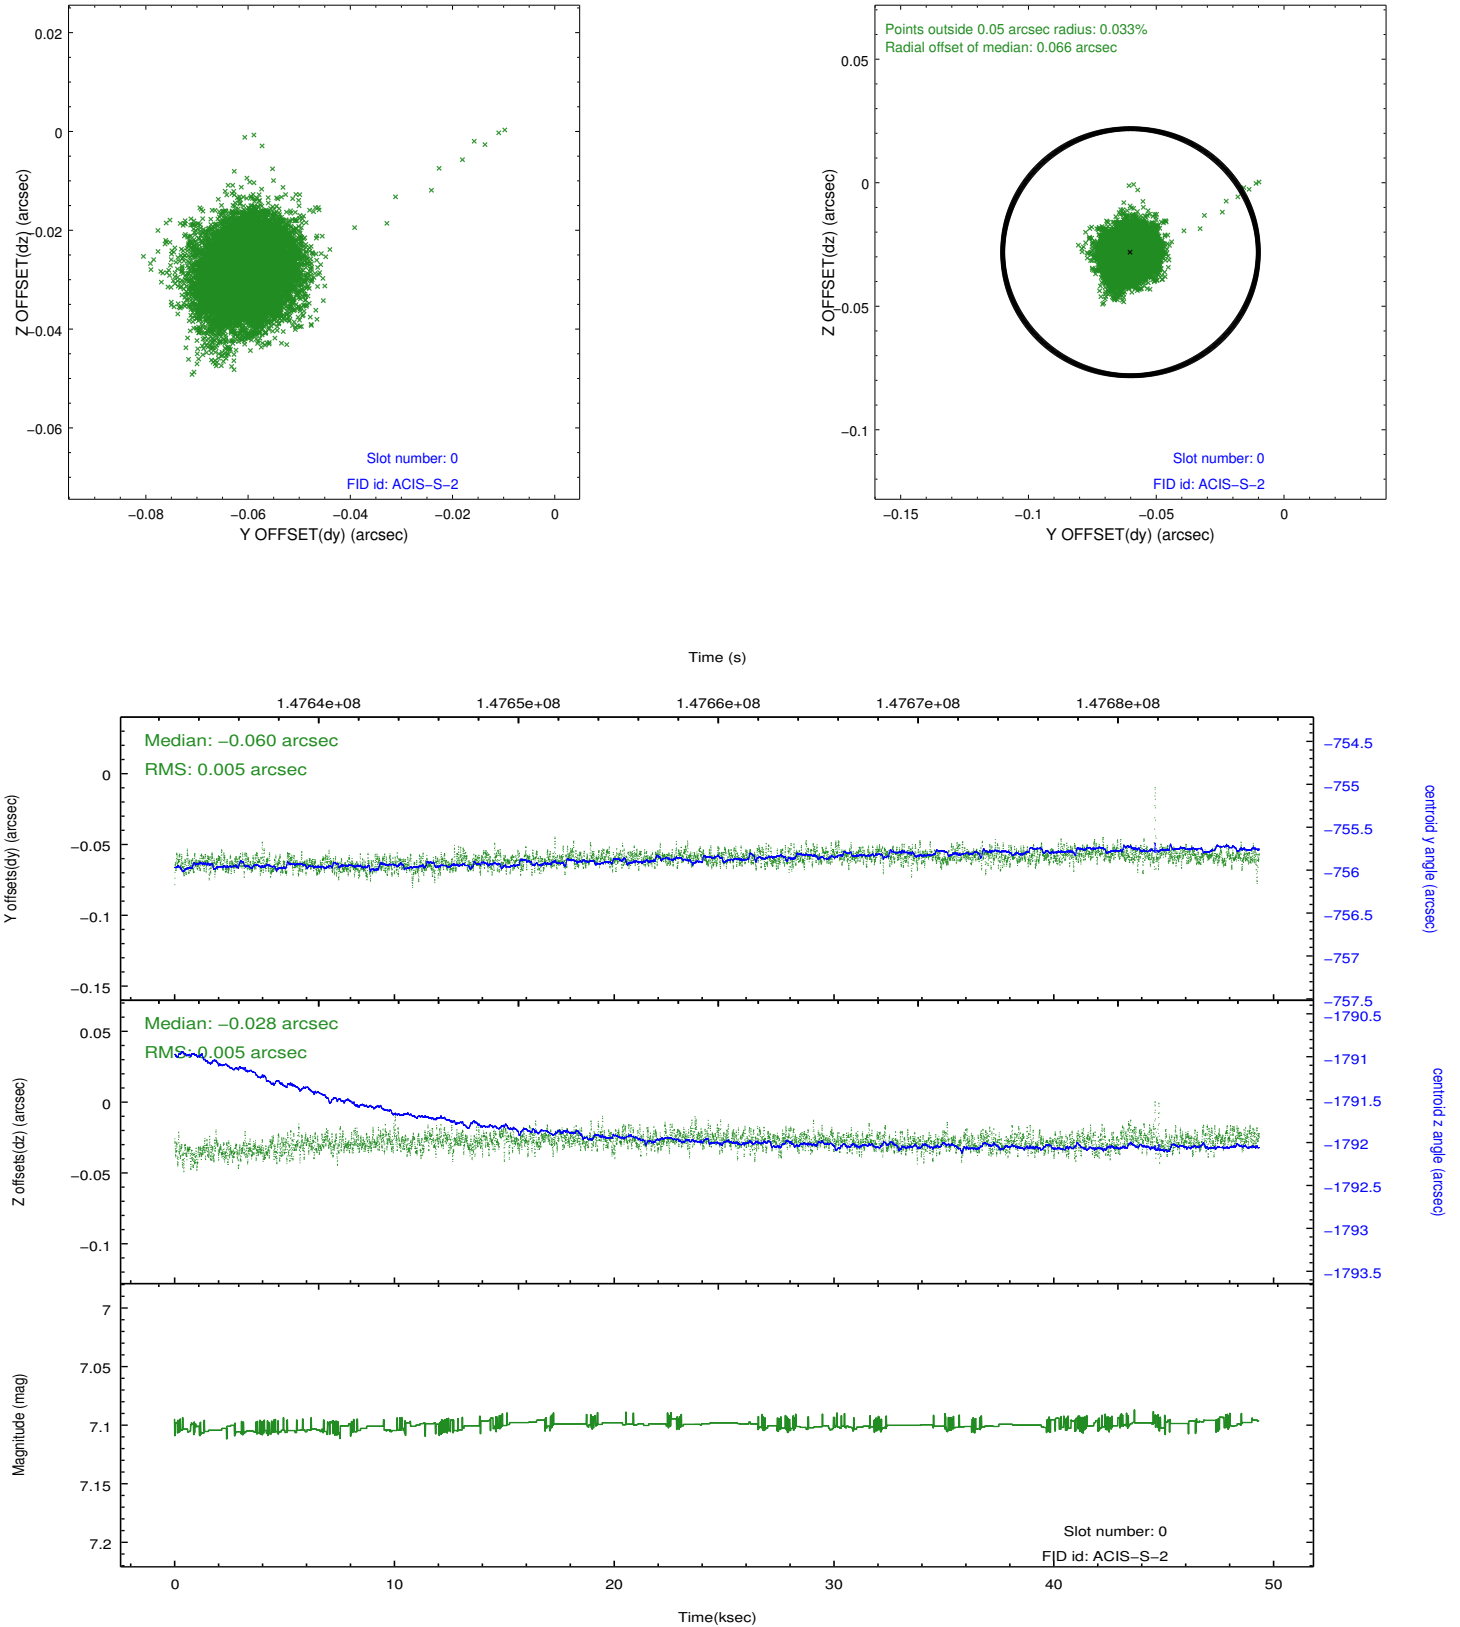 0.02
0
−0.02
−0.04
−0.06
Z OFFSET(dz) (arcsec)
Slot number: 0
FID id: ACIS−S−2
−0.08
−0.06
−0.04
−0.02
0
Y OFFSET(dy) (arcsec)
Points outside 0.05 arcsec radius: 0.033%
Radial offset of median: 0.066 arcsec
0.05
0
−0.05
−0.1
Z OFFSET(dz) (arcsec)
Slot number: 0
FID id: ACIS−S−2
−0.15
−0.1
−0.05
0
Y OFFSET(dy) (arcsec)
Time (s)
1.4764e+08
1.4765e+08
1.4766e+08
1.4767e+08
1.4768e+08
Median: −0.060 arcsec
RMS: 0.005 arcsec
0
−0.05
−0.1
−0.15
Y offsets(dy) (arcsec)
−754.5
−755
−755.5
−756
−756.5
−757
−757.5
centroid y angle (arcsec)
Median: −0.028 arcsec
RMS: 0.005 arcsec
0.05
0
−0.05
−0.1
Z offsets(dz) (arcsec)
−1790.5
−1791
−1791.5
−1792
−1792.5
−1793
−1793.5
centroid z angle (arcsec)
7
7.05
7.1
7.15
7.2
Magnitude (mag)
Slot number: 0
FID id: ACIS−S−2
0
10
20
30
40
50
Time(ksec)